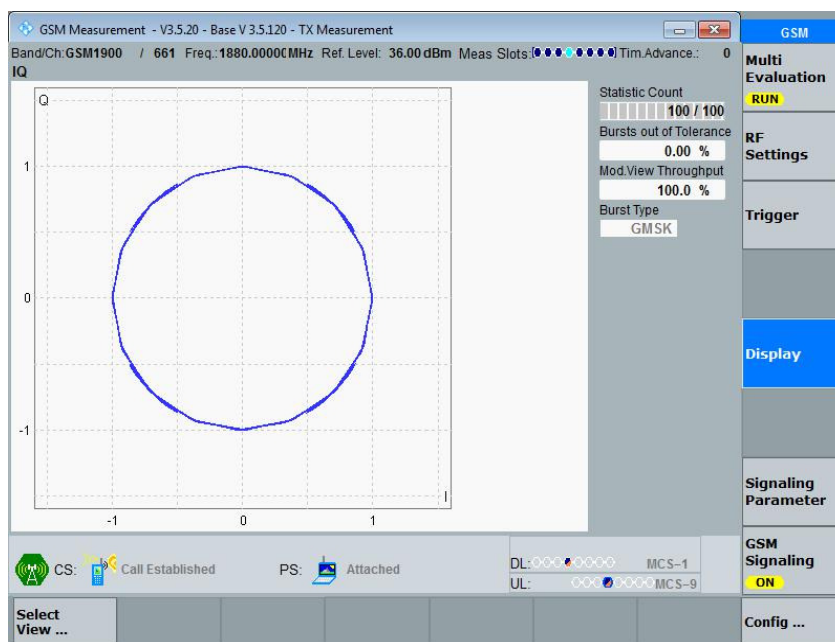 GSM Measurement - V3.5.20 - Base V 3.5.120 - TX Measurement
GSM
Band/Ch:GSM1900 / 661 Freq.:1880.00000MHz Ref. Level: 36.00 dBm Meas Slots: Tim.Advance.: 0
IQ
Multi
Evaluation
RUN
Statistic Count
100 / 100
Bursts out of Tolerance
0.00 %
Mod.View Throughput
100.0 %
Burst Type
GMSK
Q
1
0
-1
I
-1 0 1
RF
Settings
Trigger
Display
Signaling
Parameter
GSM
Signaling
ON
CS: Call Established PS: Attached
DL: MCS-1
UL: MCS-9
Select
View ...
Config ...